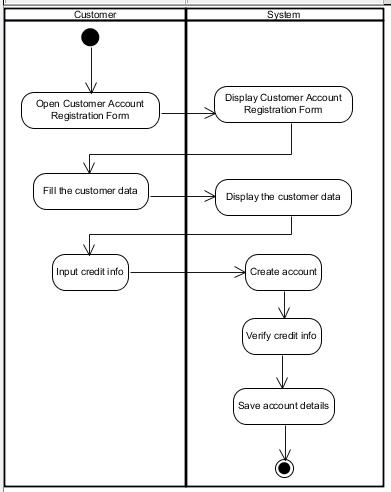 Customer
System
Open Customer Account
Registration Form
Display Customer Account
Registration Form
Fill the customer data
Display the customer data
Input credit info
Create account
Verify credit info
Save account details